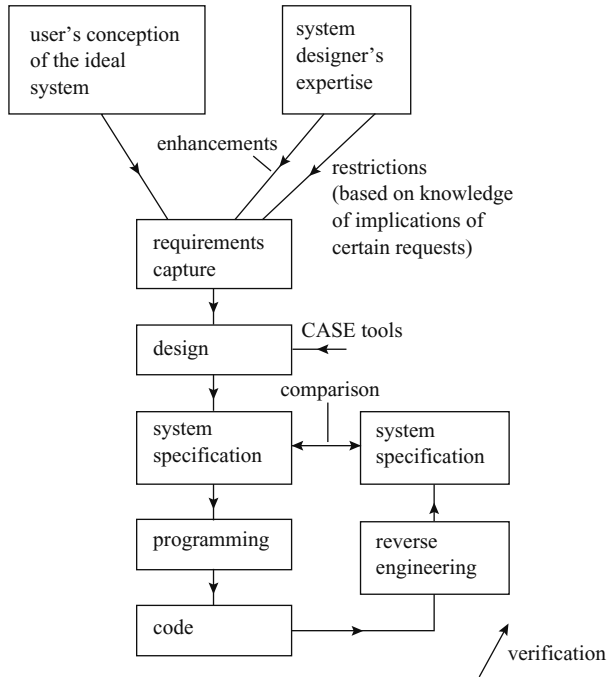 user’s conception
of the ideal
system
system
designer’s
expertise
enhancements
restrictions
(based on knowledge
of implications of
certain requests)
requirements
capture
design
CASE tools
comparison
system
specification
system
specification
programming
reverse
engineering
code
verification